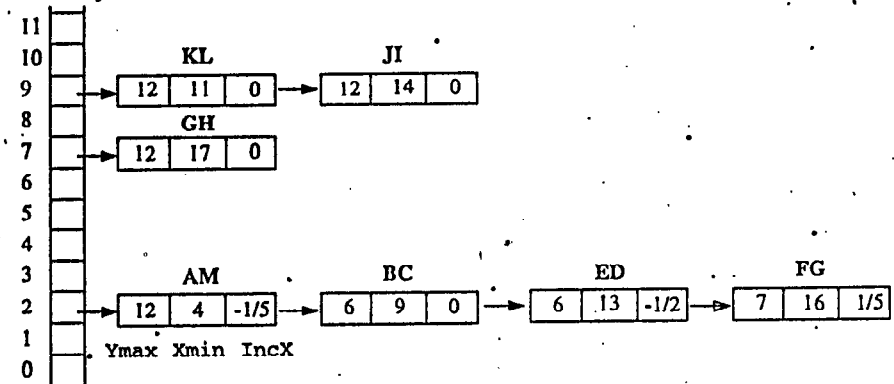 11
10 KL JI
9 12 11 0 12 14 0
8 GH
7 12 17 0
6
5
4
3 AM BC ED FG
2 12 4 -1/5 6 9 0 6 13 -1/2 7 16 1/5
1 Ymax Xmin IncX
0